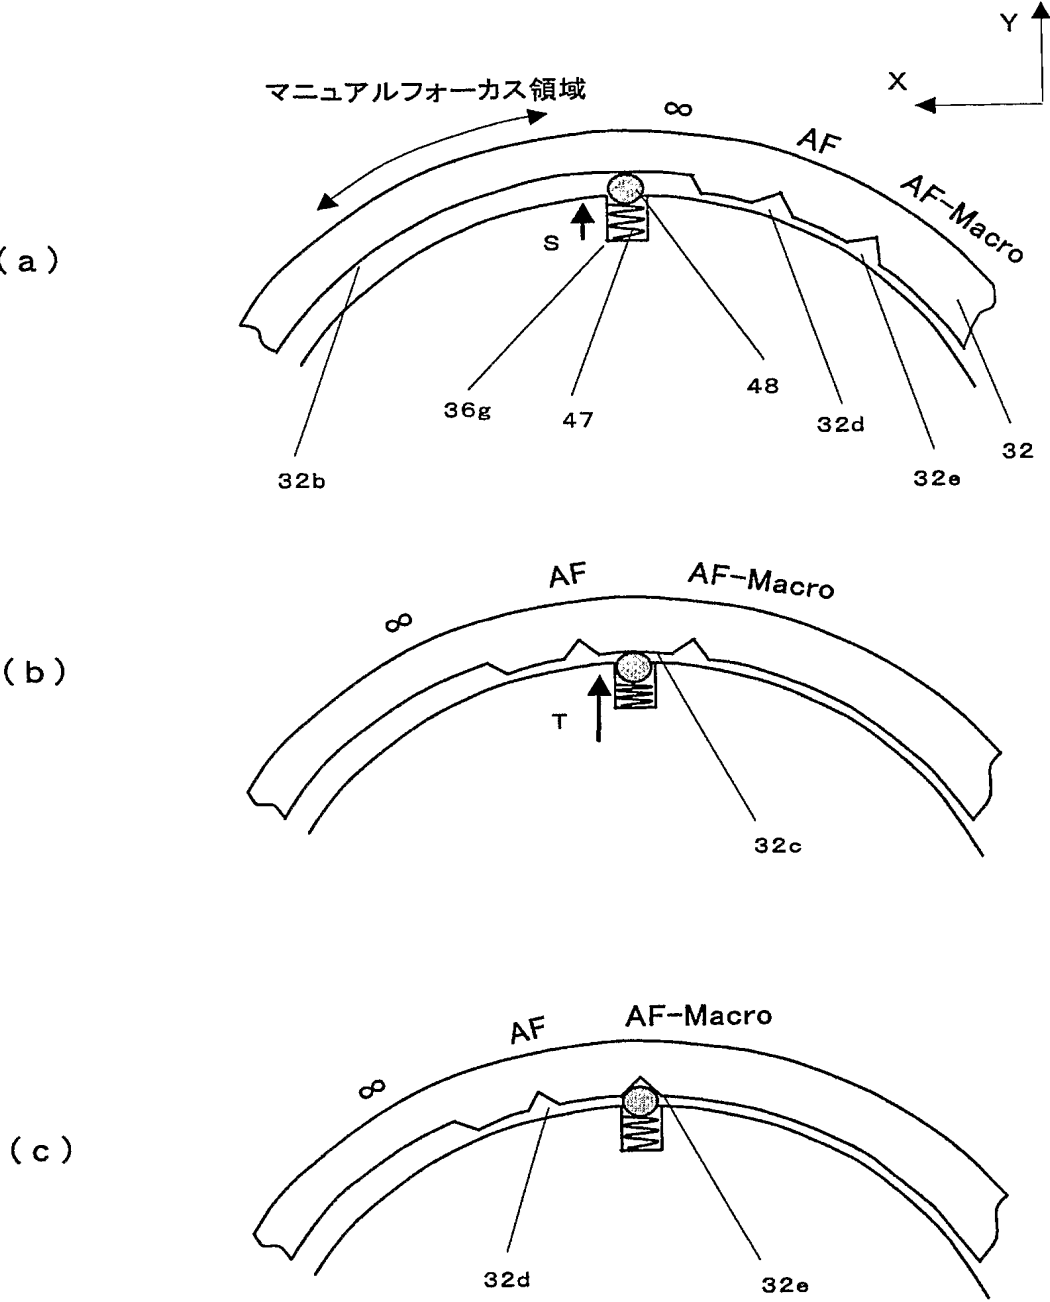 Y
X
マニュアルフォーカス領域
∞
AF
AF-Macro
(a)
S
36g
47
48
32d
32e
32
32b
AF
AF-Macro
∞
(b)
T
32c
AF
AF-Macro
∞
(c)
32d
32e